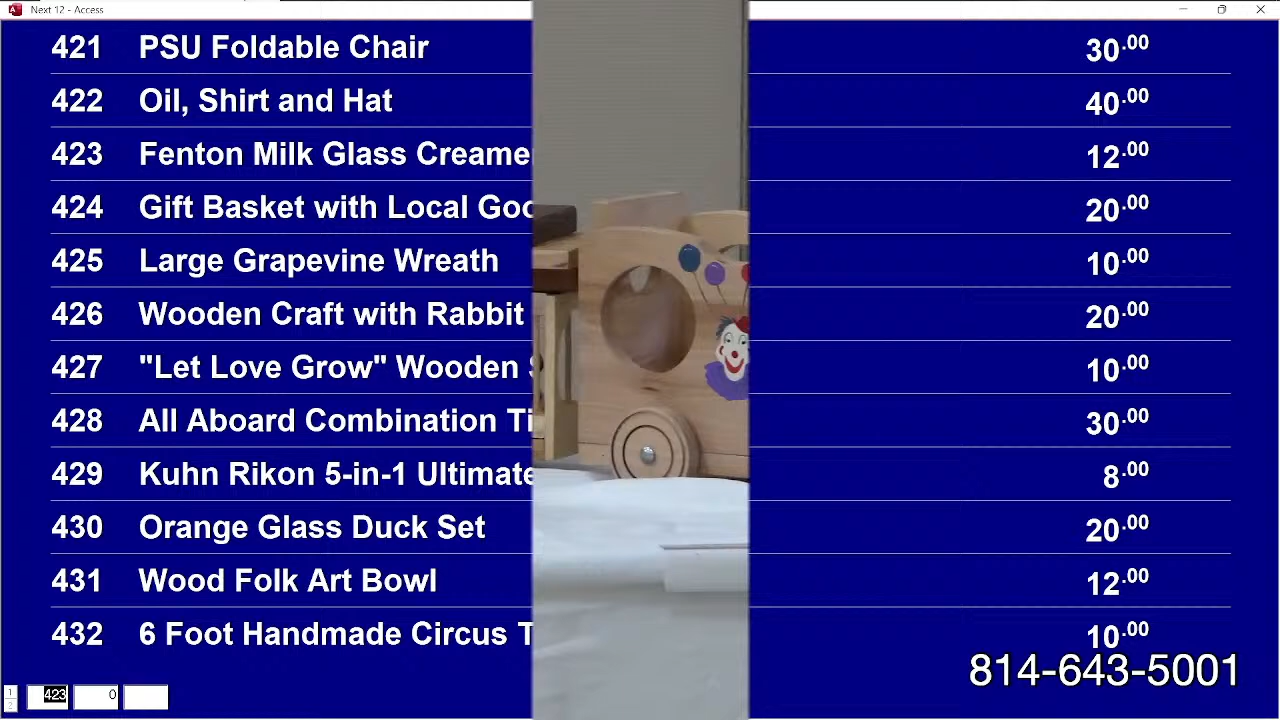 Next 12 - Access
421 PSU Foldable Chair 30.00
422 Oil, Shirt and Hat 40.00
423 Fenton Milk Glass Creame 12.00
424 Gift Basket with Local Goo 20.00
425 Large Grapevine Wreath 10.00
426 Wooden Craft with Rabbit 20.00
427 "Let Love Grow" Wooden 10.00
428 All Aboard Combination Ti 30.00
429 Kuhn Rikon 5-in-1 Ultimate 8.00
430 Orange Glass Duck Set 20.00
431 Wood Folk Art Bowl 12.00
432 6 Foot Handmade Circus T 10.00
814-643-5001
1
2
423 0